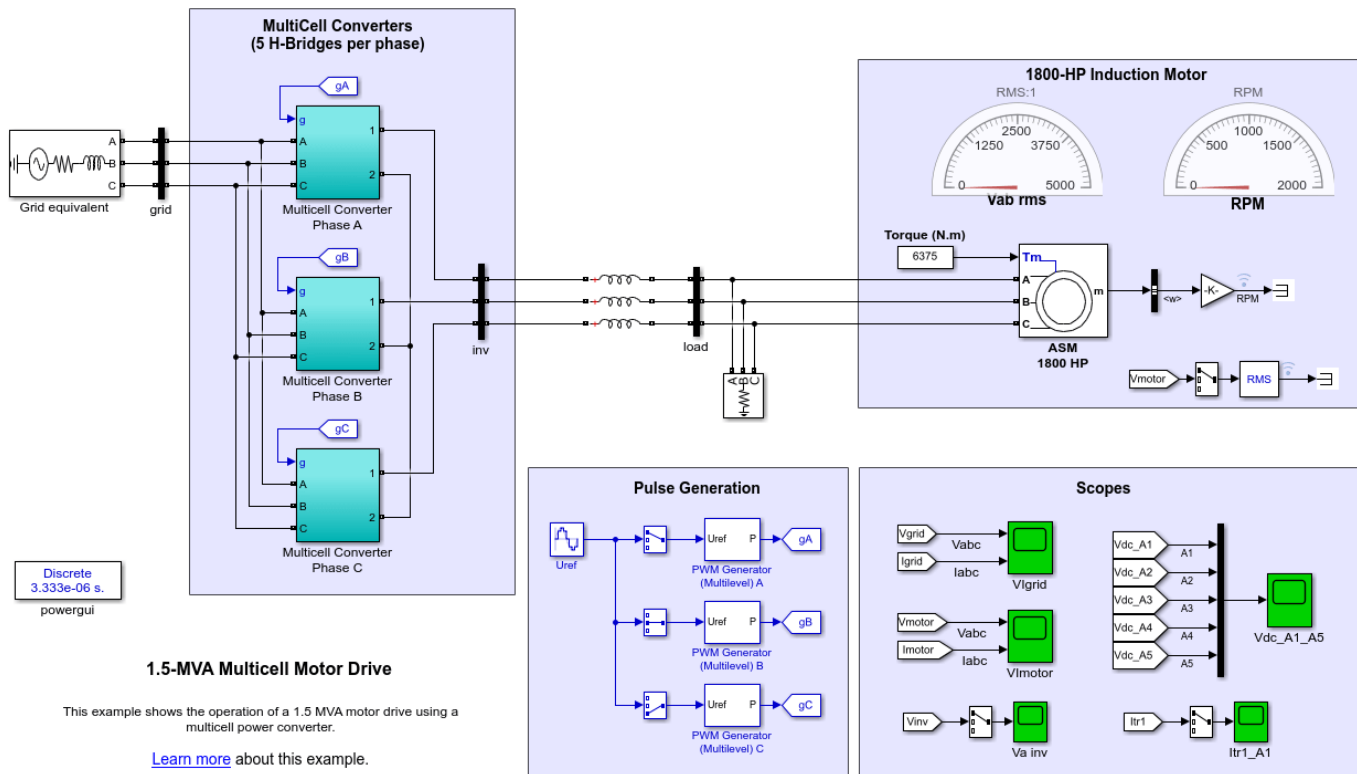 MultiCell Converters
(5 H-Bridges per phase)
gA
g
A
B
C
1
2
Multicell Converter
Phase A
A
B
C
Grid equivalent
grid
gB
g
A
B
C
1
2
Multicell Converter
Phase B
gC
g
A
B
C
1
2
Multicell Converter
Phase C
inv
load
A
B
C
1800-HP Induction Motor
RMS:1
0
1250
2500
3750
5000
Vab rms
RPM
0
500
1000
1500
2000
RPM
Torque (N.m)
6375
Tm
A
B
C
m
ASM
1800 HP
<w>
-K-
RPM
Vmotor
RMS
Discrete
3.333e-06 s.
powergui
1.5-MVA Multicell Motor Drive
This example shows the operation of a 1.5 MVA motor drive using a
multicell power converter.
Learn more about this example.
Pulse Generation
Uref
Uref P
gA
PWM Generator
(Multilevel) A
Uref P
gB
PWM Generator
(Multilevel) B
Uref P
gC
PWM Generator
(Multilevel) C
Scopes
Vgrid
Vabc
Igrid
Iabc
VIgrid
Vmotor
Vabc
Imotor
Iabc
VImotor
Vinv
Va inv
Vdc_A1
A1
Vdc_A2
A2
Vdc_A3
A3
Vdc_A4
A4
Vdc_A5
A5
Vdc_A1_A5
Itr1
Itr1_A1